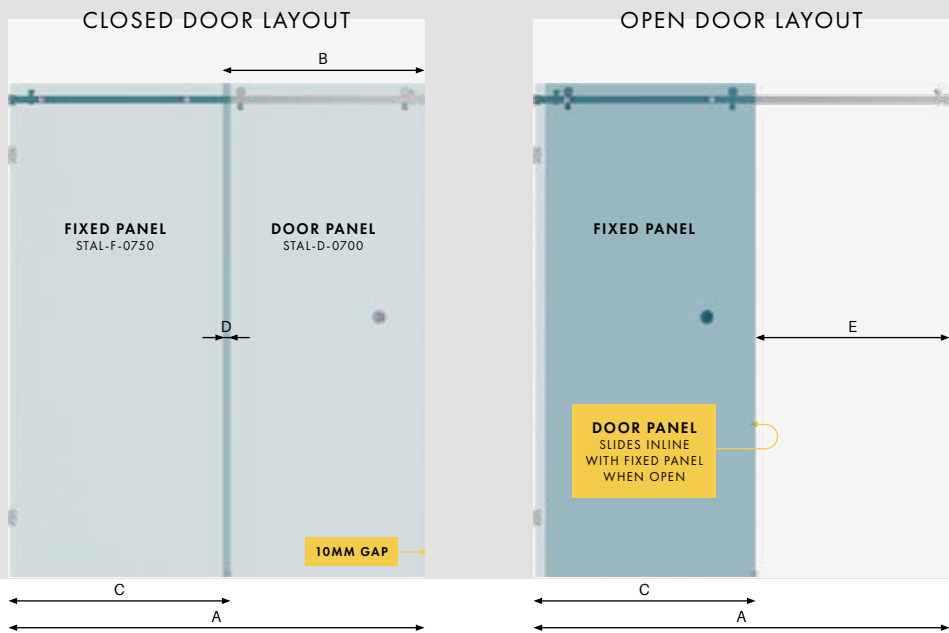 CLOSED DOOR LAYOUT
B
FIXED PANEL
STAL-F-0750
DOOR PANEL
STAL-D-0700
D
10MM GAP
C
A
OPEN DOOR LAYOUT
FIXED PANEL
E
DOOR PANEL
SLIDES INLINE
WITH FIXED PANEL
WHEN OPEN
C
A